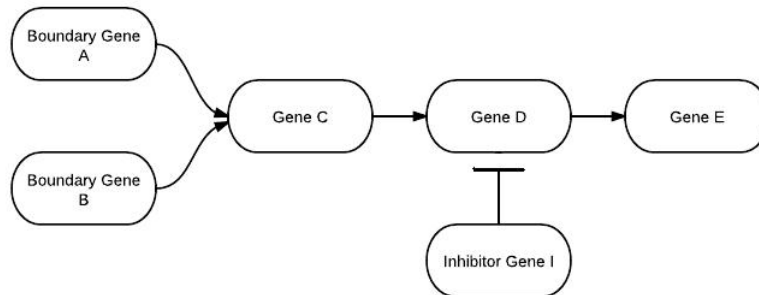 Boundary Gene
A
Gene C
Gene D
Gene E
Boundary Gene
B
Inhibitor Gene I